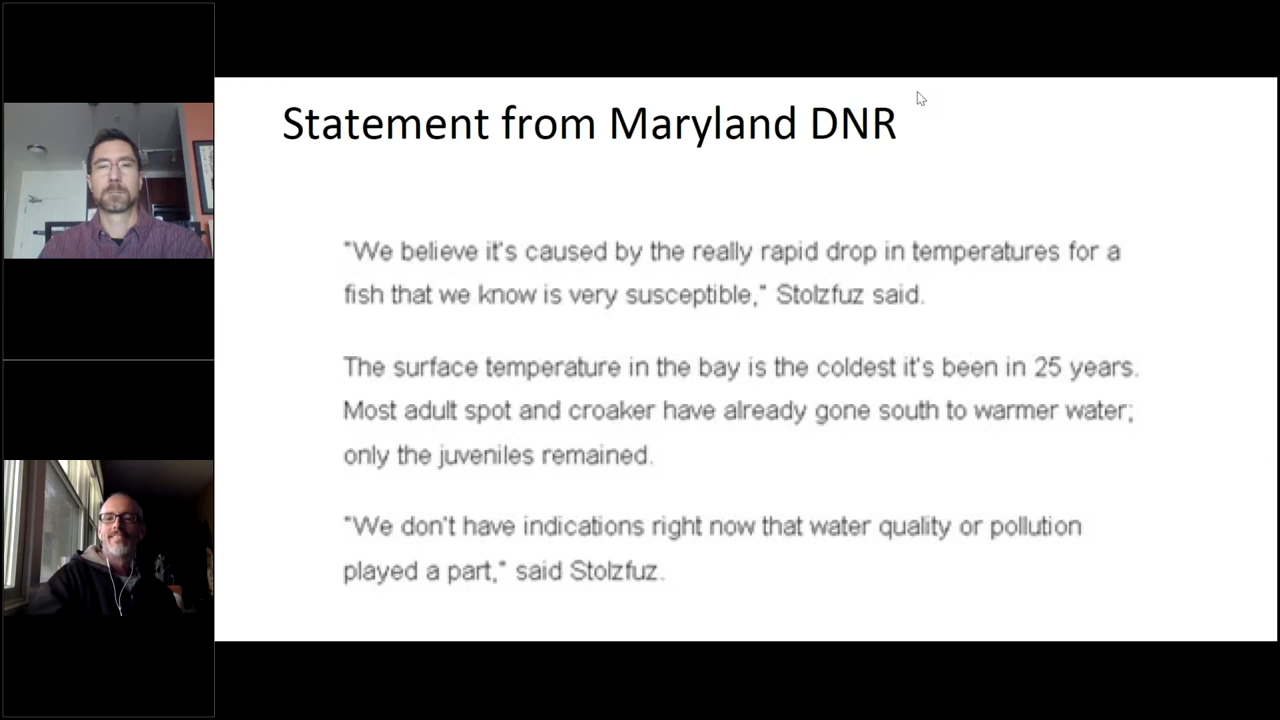 Statement from Maryland DNR
"We believe it's caused by the really rapid drop in temperatures for a
fish that we know is very susceptible," Stolzfuz said.
The surface temperature in the bay is the coldest it's been in 25 years.
Most adult spot and croaker have already gone south to warmer water;
only the juveniles remained.
"We don't have indications right now that water quality or pollution
played a part," said Stolzfuz.